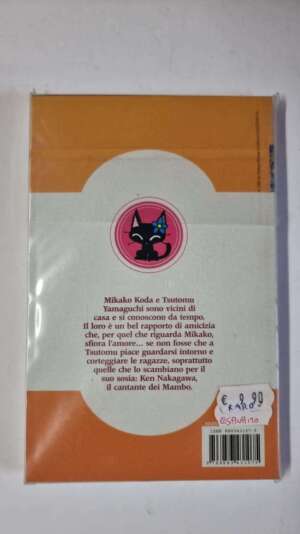 Mikako Koda e Tsutomu
Yamaguchi sono vicini di
casa e si conoscono da tempo.
Il loro è un bel rapporto di amicizia
che, per quel che riguarda Mikako,
sfiora l'amore... se non fosse che a
Tsutomu piace guardarsi intorno e
corteggiare le ragazze, soprattutto
quelle che lo scambiano per il
suo sosia: Ken Nakagawa,
il cantante dei Mambo.
RARO
ESAURITO
ISBN